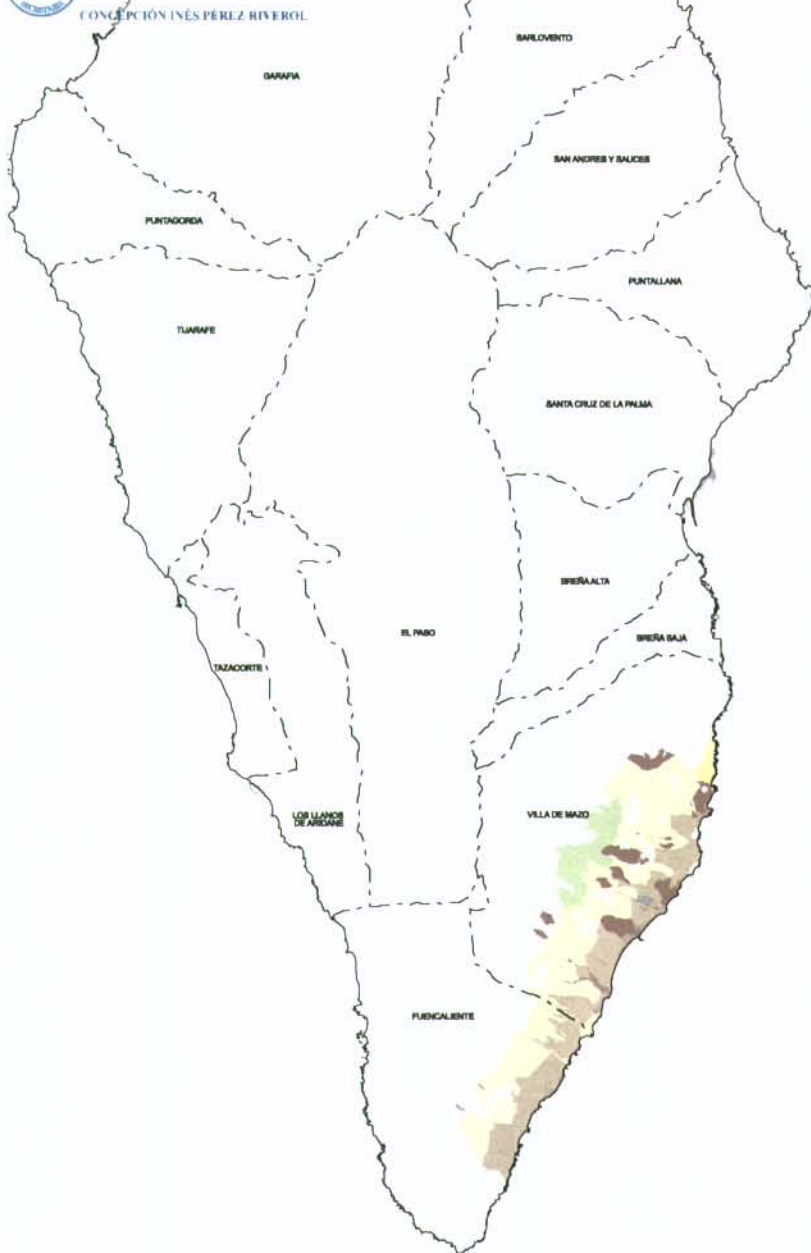 CONCEPCIÓN INÉS PÉREZ RIVEROL
BARLOVENTO
GARAFIA
SAN ANDRES Y SAUCES
PUNTAGORDA
PUNTALLANA
TIJARAFE
SANTA CRUZ DE LA PALMA
BREÑA ALTA
EL PASO
BREÑA BAJA
TAZACORTE
LOS LLANOS
DE ARIDANE
VILLA DE MAZO
FUENCALIENTE